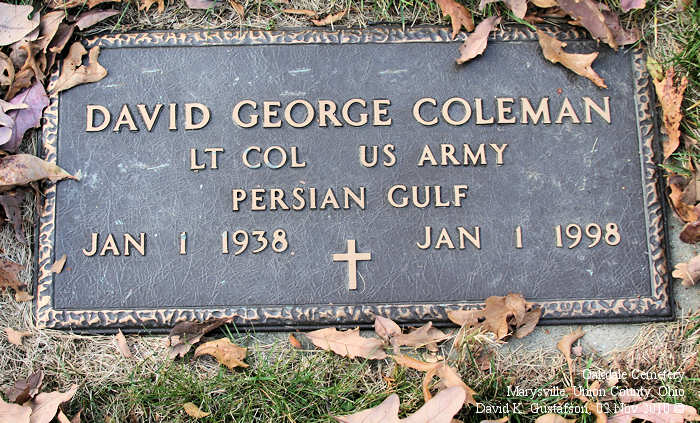 DAVID GEORGE COLEMAN
LT COL US ARMY
PERSIAN GULF
JAN 1 1938 JAN 1 1998
Oakdale Cemetery
Marysville, Union County, Ohio
David K. Gustafson, 03 Nov 2010 ©